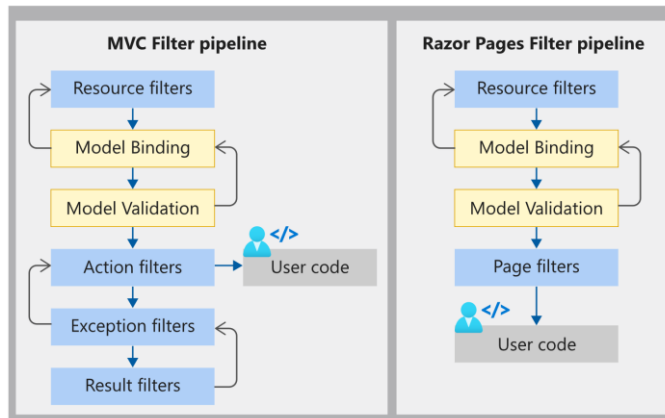 MVC Filter pipeline
Resource filters
Model Binding
Model Validation
Action filters
</>
User code
Exception filters
Result filters
Razor Pages Filter pipeline
Resource filters
Model Binding
Model Validation
Page filters
</>
User code